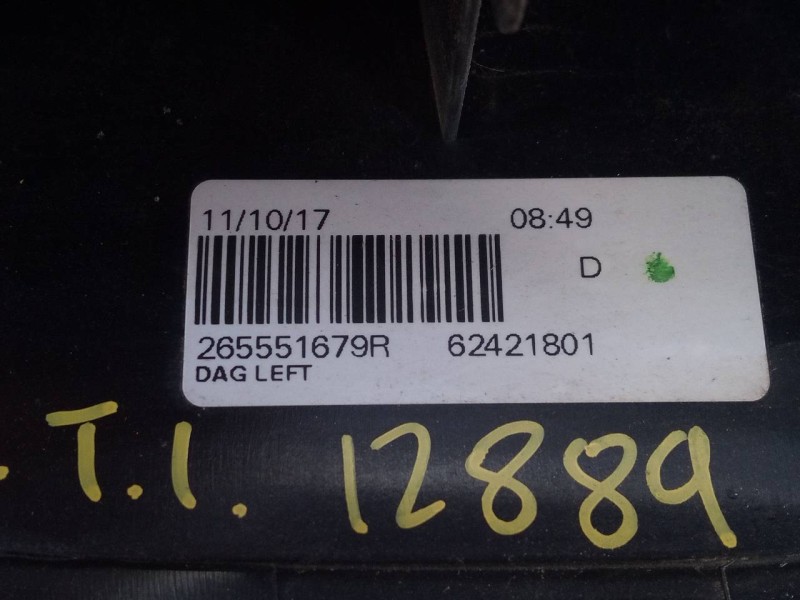 11/10/17 08:49
D
265551679R 62421801
DAG LEFT
.T.I. 12889